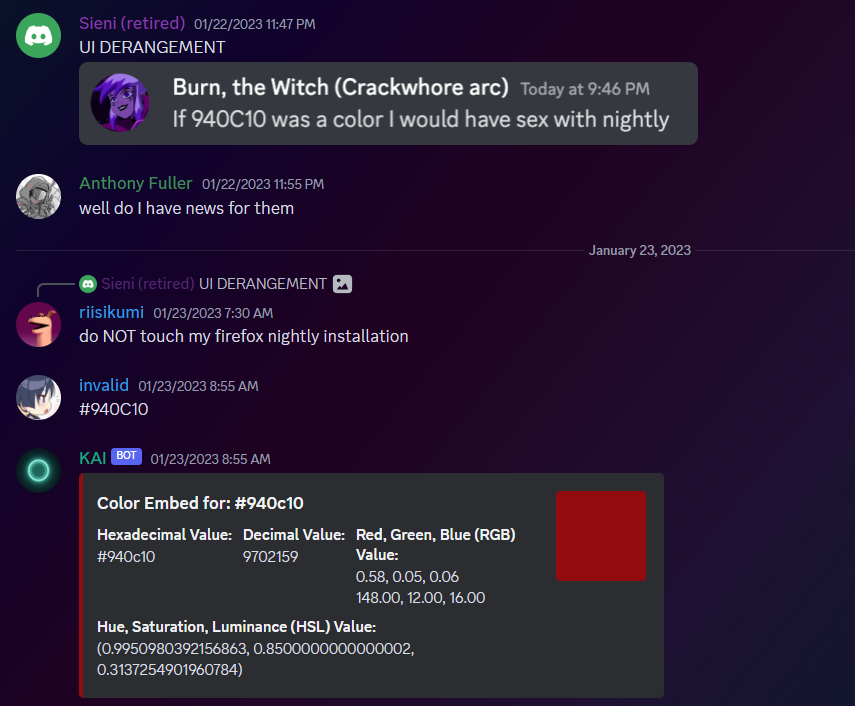 Sieni (retired) 01/22/2023 11:47 PM
UI DERANGEMENT
Burn, the Witch (Crackwhore arc) Today at 9:46 PM
If 940C10 was a color I would have sex with nightly
Anthony Fuller 01/22/2023 11:55 PM
well do I have news for them
January 23, 2023
Sieni (retired) UI DERANGEMENT
riisikumi 01/23/2023 7:30 AM
do NOT touch my firefox nightly installation
invalid 01/23/2023 8:55 AM
#940C10
KAI BOT 01/23/2023 8:55 AM
Color Embed for: #940c10
Hexadecimal Value: Decimal Value: Red, Green, Blue (RGB)
Value:
#940c10 9702159
0.58, 0.05, 0.06
148.00, 12.00, 16.00
Hue, Saturation, Luminance (HSL) Value:
(0.9950980392156863, 0.8500000000000002,
0.3137254901960784)